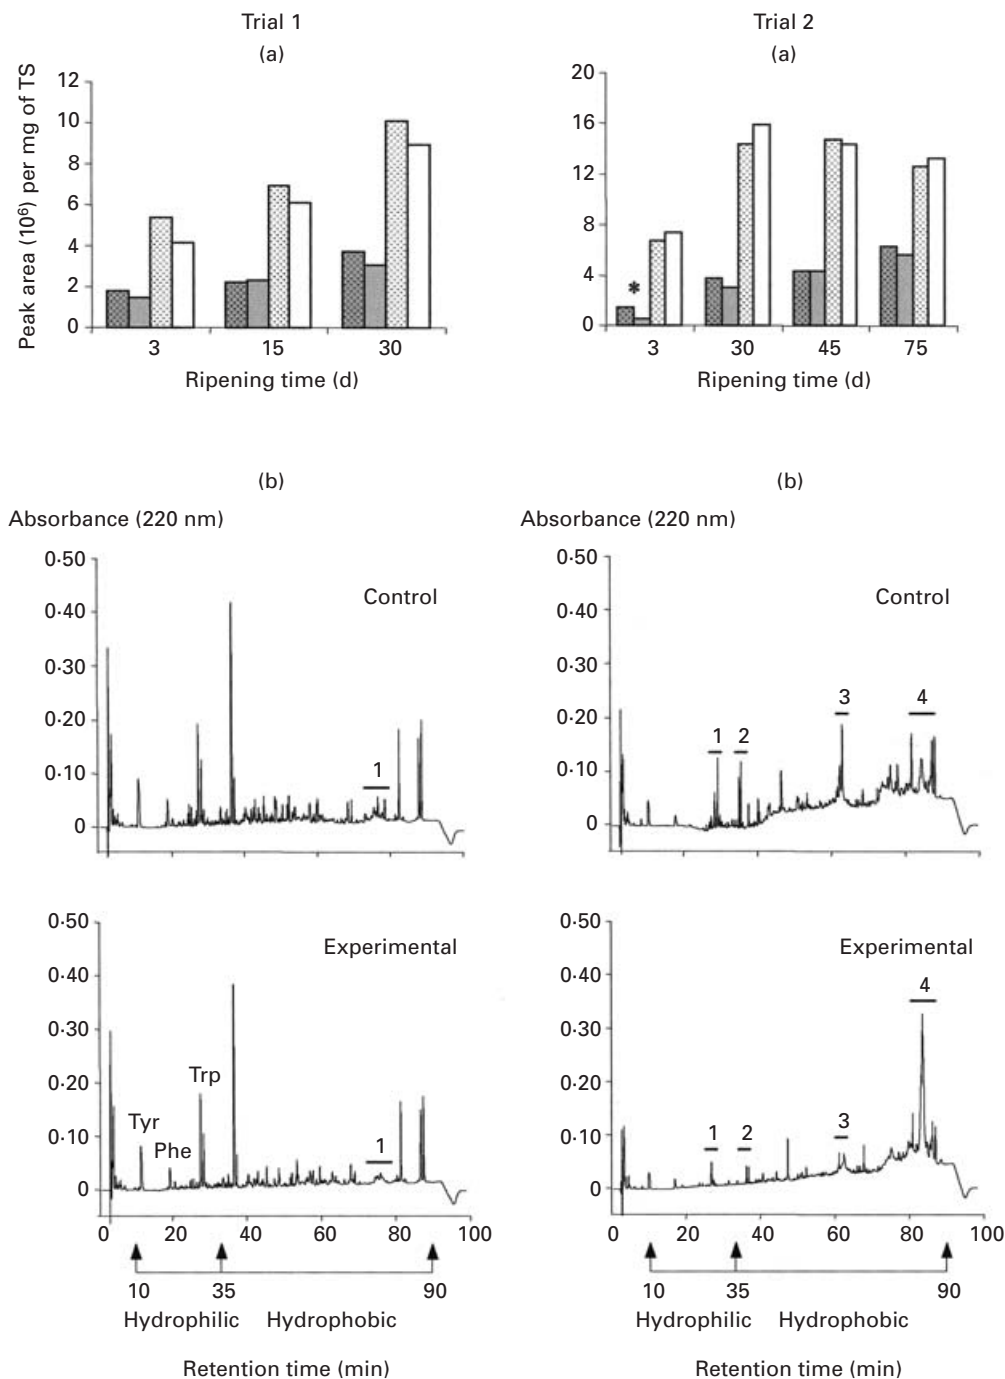 Trial 1
(a)
Peak area (10⁶) per mg of TS
12
10
8
6
4
2
0
3 15 30
Ripening time (d)
Trial 2
(a)
20
16
12
8
4
0
*
3 30 45 75
Ripening time (d)
(b)
Absorbance (220 nm)
0·50
0·40
0·30
0·20
0·10
0
Control
1
0·50
0·40
0·30
0·20
0·10
0
Experimental
Tyr
Phe
Trp
1
0 20 40 60 80 100
10 35 90
Hydrophilic Hydrophobic
Retention time (min)
(b)
Absorbance (220 nm)
0·50
0·40
0·30
0·20
0·10
0
Control
1 2 3 4
0·50
0·40
0·30
0·20
0·10
0
Experimental
1 2 3 4
0 20 40 60 80 100
10 35 90
Hydrophilic Hydrophobic
Retention time (min)